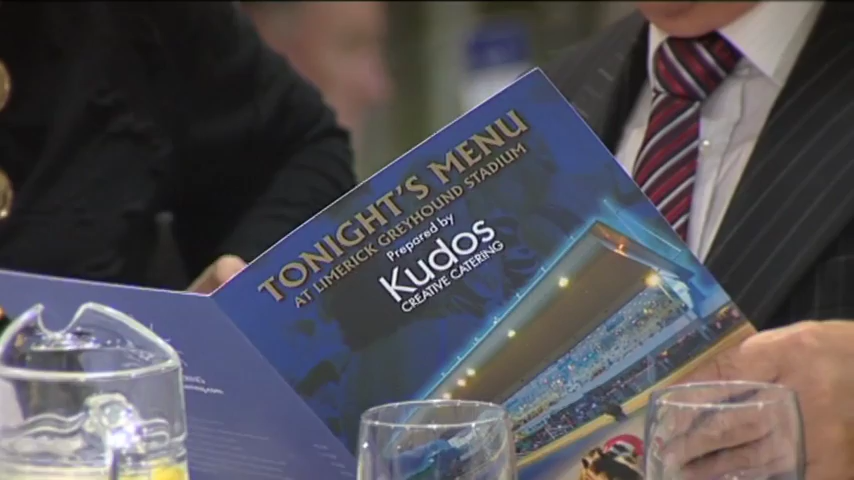 TONIGHT'S MENU
AT LIMERICK GREYHOUND STADIUM
Prepared by
Kudos
CREATIVE CATERING